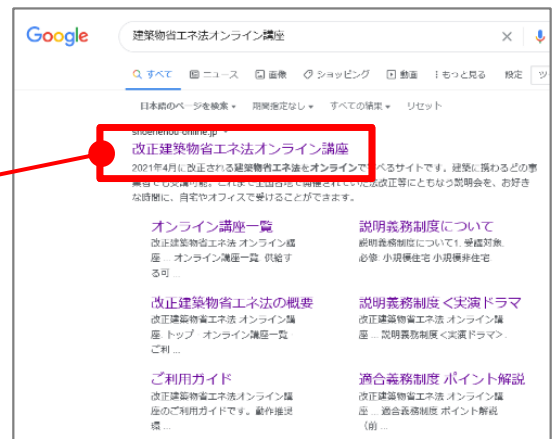 Google
建築物省エネ法オンライン講座
すべて ニュース 画像 ショッピング 動画 もっと見る 設定 ツ
日本語のページを検索 期間指定なし すべての結果 リセット
shoenehou-online.jp
改正建築物省エネ法オンライン講座
2021年4月に改正される建築物省エネ法をオンラインで べるサイトです。建築に携わるどの事
業者でも受講可能。これまで全国各地で開催されていた法改正等にともなう説明会を、お好き
な時間に、自宅やオフィスで受けることができます。
オンライン講座一覧
改正建築物省エネ法 オンライン講
座 ... オンライン講座一覧. 供給す
る可 ...
説明義務制度について
説明義務制度について1. 受講対象.
必修. 小規模住宅 小規模非住宅.
改正建築物省エネ法の概要
改正建築物省エネ法 オンライン講
座. トップ オンライン講座一覧
ご利 ...
説明義務制度＜実演ドラマ
改正建築物省エネ法 オンライン講
座 ... 説明義務制度＜実演ドラマ＞.
ご利用ガイド
改正建築物省エネ法オンライン講
座のご利用ガイドです。動作推奨
環 ...
適合義務制度 ポイント解説
改正建築物省エネ法 オンライン講
座 ... 適合義務制度 ポイント解説
（前 ...